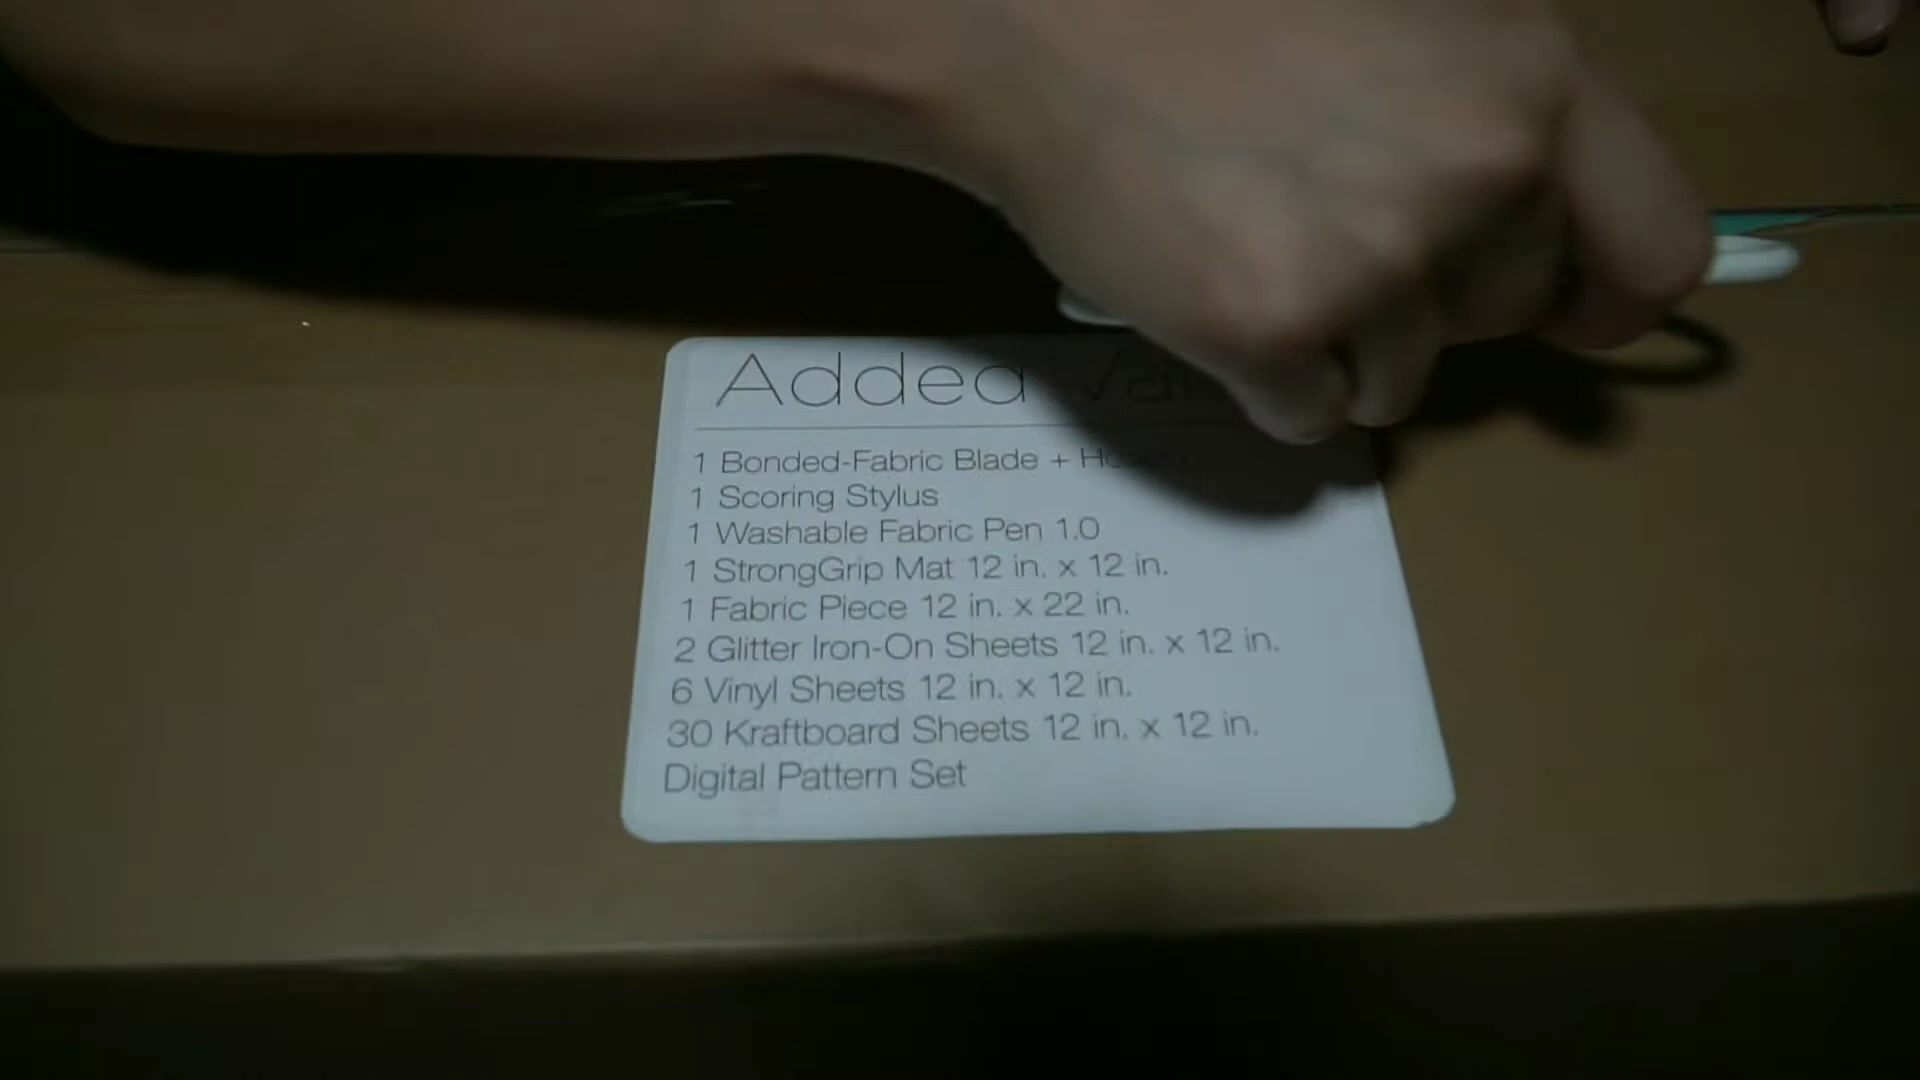 Added
1 Bonded-Fabric Blade +
1 Scoring Stylus
1 Washable Fabric Pen 1.0
1 StrongGrip Mat 12 in. x 12 in.
1 Fabric Piece 12 in. x 22 in.
2 Glitter Iron-On Sheets 12 in. x 12 in.
6 Vinyl Sheets 12 in. x 12 in.
30 Kraftboard Sheets 12 in. x 12 in.
Digital Pattern Set